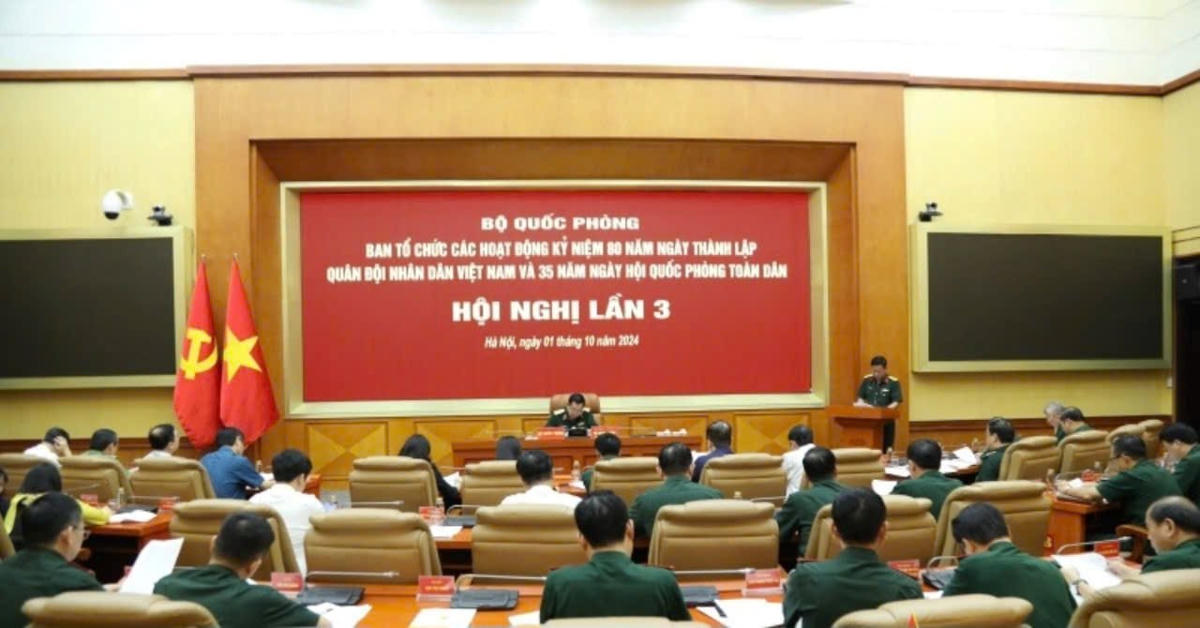 BỘ QUỐC PHÒNG
BAN TỔ CHỨC CÁC HOẠT ĐỘNG KỶ NIỆM 80 NĂM NGÀY THÀNH LẬP
QUÂN ĐỘI NHÂN DÂN VIỆT NAM VÀ 35 NĂM NGÀY HỘI QUỐC PHÒNG TOÀN DÂN
HỘI NGHỊ LẦN 3
Hà Nội, ngày 01 tháng 10 năm 2024